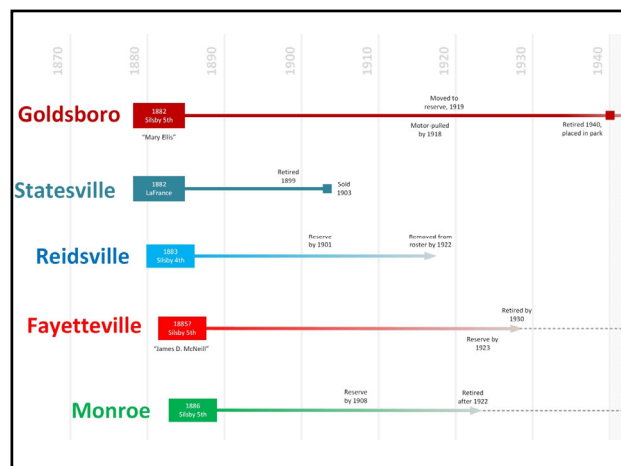 1870
1880
1890
1900
1910
1920
1930
1940
Goldsboro
1882
Silsby 5th
"Mary Ellis"
Moved to
reserve, 1919
Motor-pulled
by 1918
Retired 1940,
placed in park
Statesville
1882
LaFrance
Retired
1899
Sold
1903
Reidsville
1883
Silsby 4th
Reserve
by 1901
Removed from
roster by 1922
Fayetteville
1885?
Silsby 5th
"James D. McNeill"
Retired by
1930
Reserve by
1923
Monroe
1886
Silsby 5th
Reserve
by 1908
Retired
after 1922